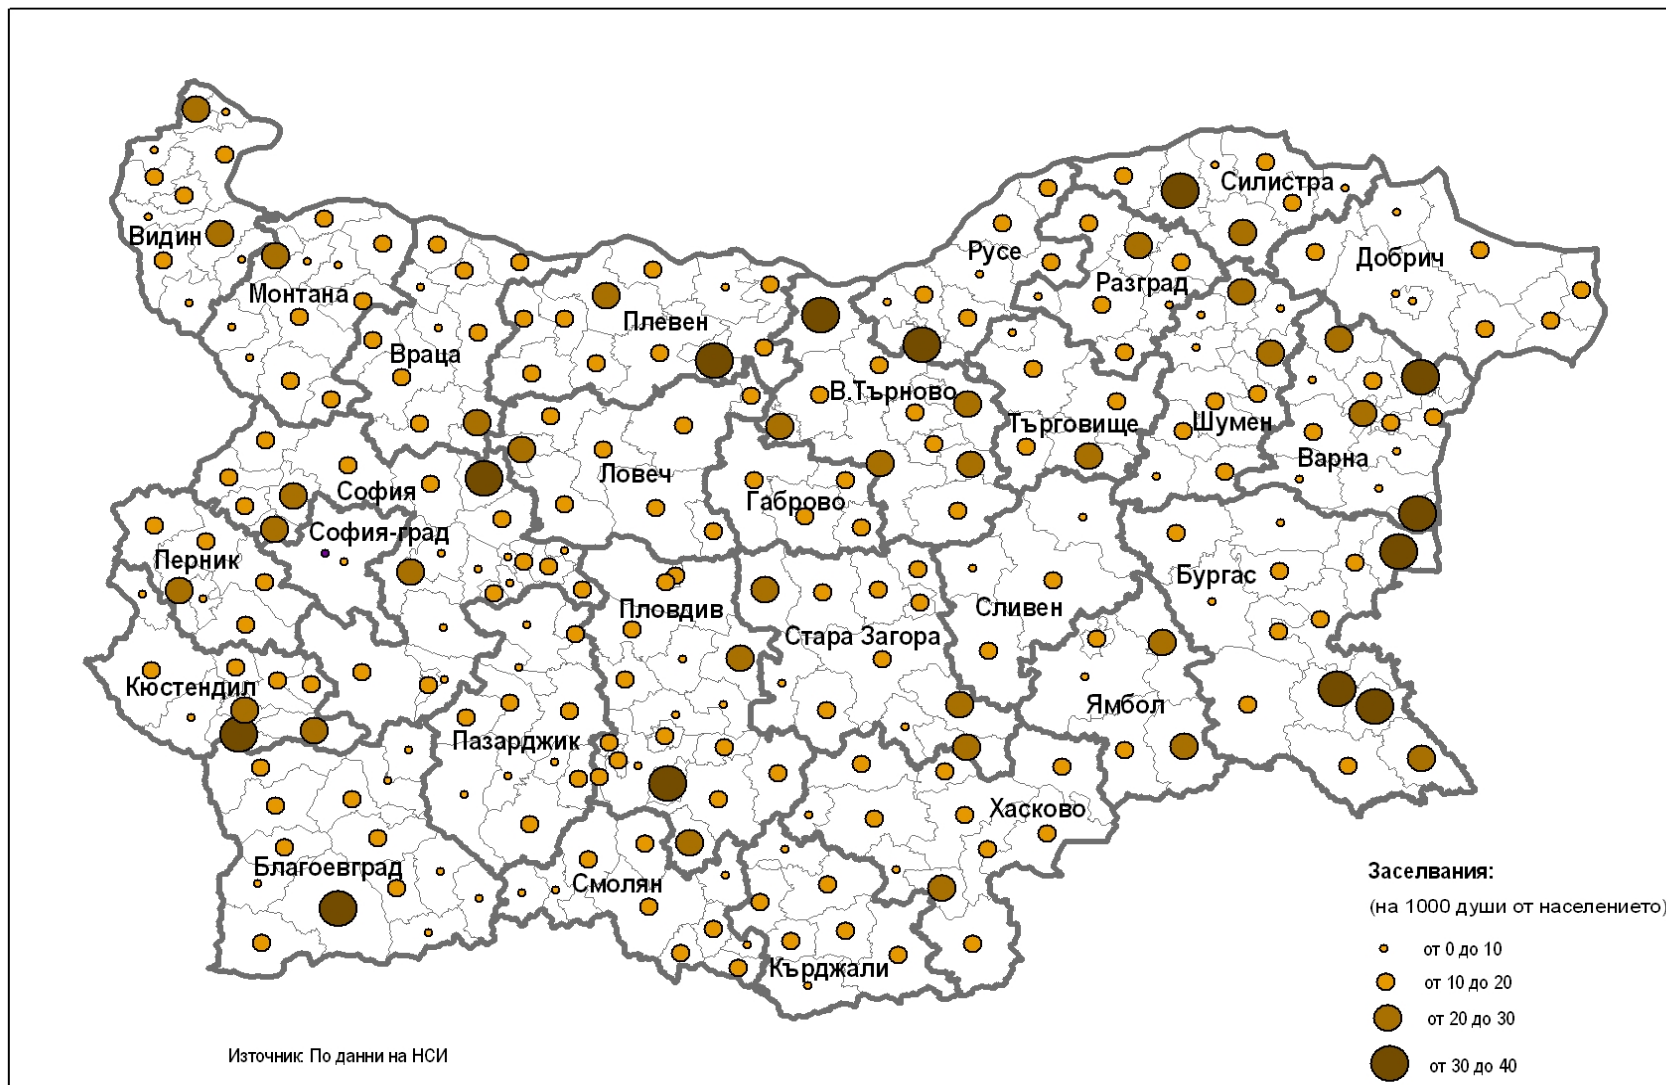 Силистра
Видин
Русе
Добрич
Монтана
Разград
Плевен
Враца
В.Търново
Търговище
Шумен
Варна
Ловеч
София
Габрово
София-град
Перник
Бургас
Сливен
Пловдив
Стара Загора
Кюстендил
Ямбол
Пазарджик
Хасково
Благоевград
Смолян
Кърджали
Заселвания:
(на 1000 души от населението)
от 0 до 10
от 10 до 20
от 20 до 30
от 30 до 40
Източник: По данни на НСИ